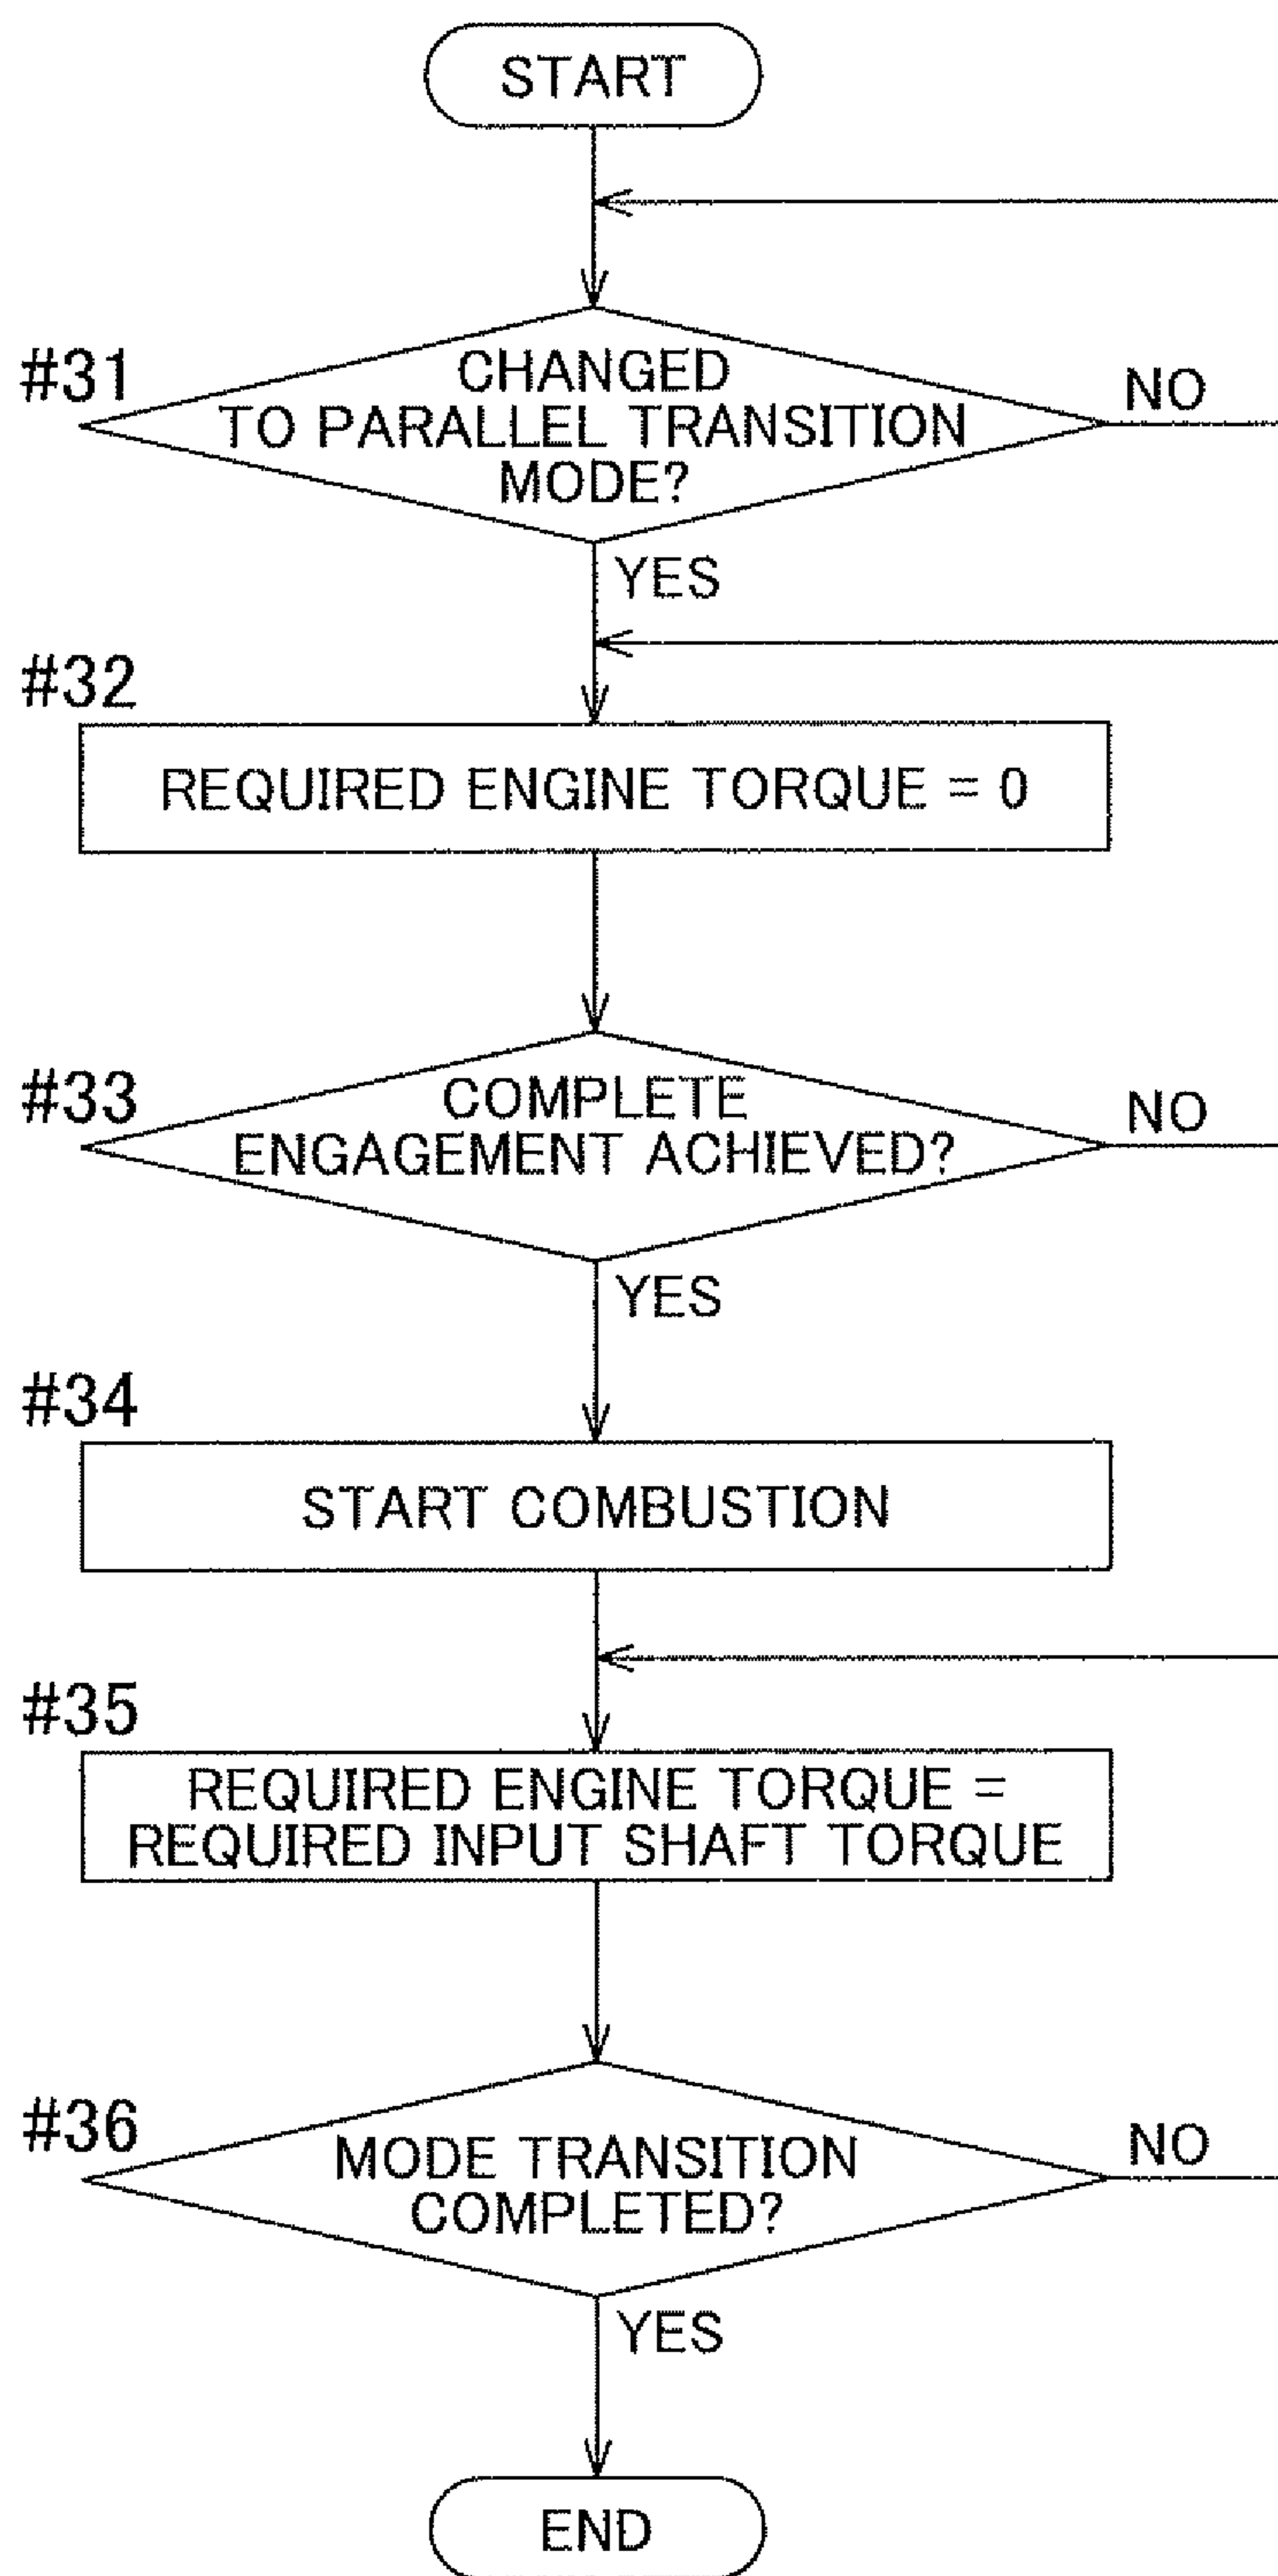 START
#31
CHANGED
TO PARALLEL TRANSITION
MODE?
NO
YES
#32
REQUIRED ENGINE TORQUE = 0
#33
COMPLETE
ENGAGEMENT ACHIEVED?
NO
YES
#34
START COMBUSTION
#35
REQUIRED ENGINE TORQUE =
REQUIRED INPUT SHAFT TORQUE
#36
MODE TRANSITION
COMPLETED?
NO
YES
END